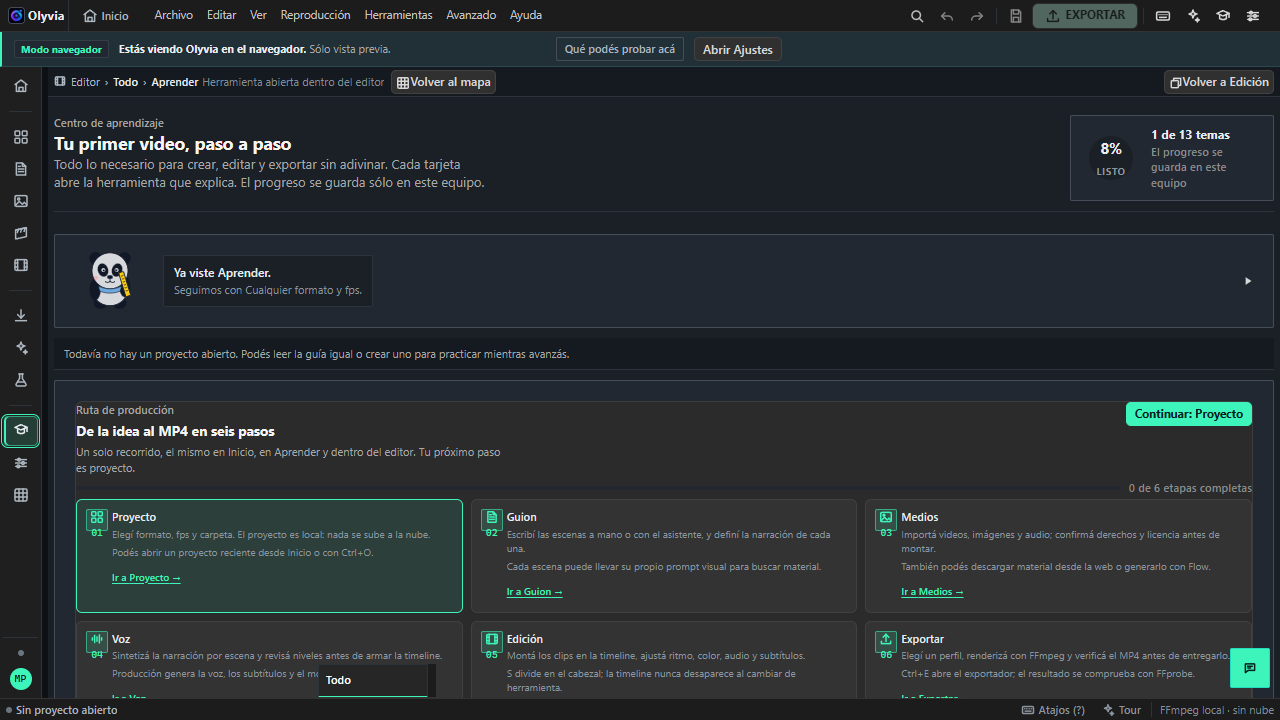 Olyvia
Inicio
Archivo Editar Ver Reproducción Herramientas Avanzado Ayuda
EXPORTAR
Modo navegador
Estás viendo Olyvia en el navegador. Sólo vista previa.
Qué podés probar acá
Abrir Ajustes
Editor › Todo › Aprender Herramienta abierta dentro del editor
Volver al mapa
Volver a Edición
Centro de aprendizaje
Tu primer video, paso a paso
Todo lo necesario para crear, editar y exportar sin adivinar. Cada tarjeta
abre la herramienta que explica. El progreso se guarda sólo en este equipo.
8%
LISTO
1 de 13 temas
El progreso se
guarda en este
equipo
Ya viste Aprender.
Seguimos con Cualquier formato y fps.
Todavía no hay un proyecto abierto. Podés leer la guía igual o crear uno para practicar mientras avanzás.
Ruta de producción
De la idea al MP4 en seis pasos
Un solo recorrido, el mismo en Inicio, en Aprender y dentro del editor. Tu próximo paso
es proyecto.
Continuar: Proyecto
0 de 6 etapas completas
01
Proyecto
Elegí formato, fps y carpeta. El proyecto es local: nada se sube a la nube.
Podés abrir un proyecto reciente desde Inicio o con Ctrl+O.
Ir a Proyecto →
02
Guion
Escribí las escenas a mano o con el asistente, y definí la narración de cada
una.
Cada escena puede llevar su propio prompt visual para buscar material.
Ir a Guion →
03
Medios
Importá videos, imágenes y audio; confirmá derechos y licencia antes de
montar.
También podés descargar material desde la web o generarlo con Flow.
Ir a Medios →
04
Voz
Sintetizá la narración por escena y revisá niveles antes de armar la timeline.
Producción genera la voz, los subtítulos y el m
Ir a Voz
Todo
05
Edición
Montá los clips en la timeline, ajustá ritmo, color, audio y subtítulos.
S divide en el cabezal; la timeline nunca desaparece al cambiar de
herramienta.
06
Exportar
Elegí un perfil, renderizá con FFmpeg y verificá el MP4 antes de entregarlo.
Ctrl+E abre el exportador; el resultado se comprueba con FFprobe.
Ir a Exportar
MP
Sin proyecto abierto
Atajos (?)
Tour
FFmpeg local · sin nube